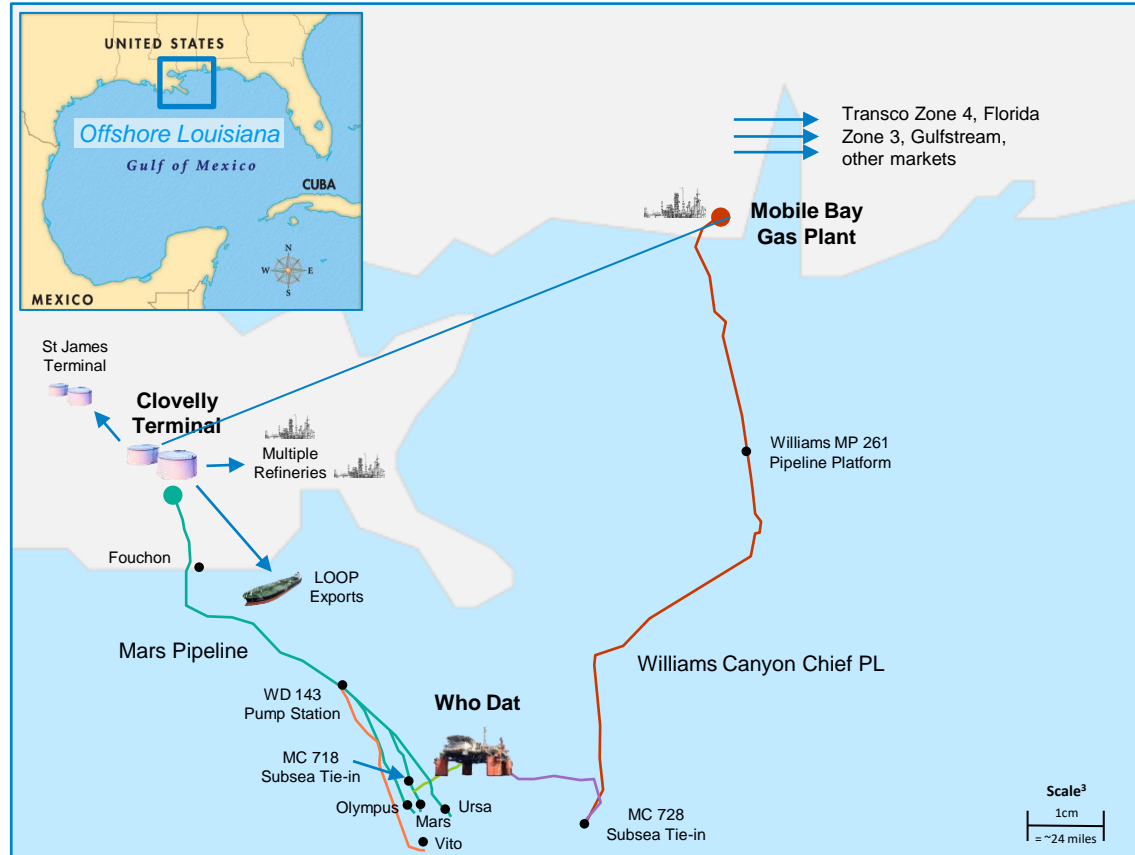 UNITED STATES
Offshore Louisiana
Gulf of Mexico
CUBA
N
W
E
S
MEXICO
Transco Zone 4, Florida
Zone 3, Gulfstream,
other markets
Mobile Bay
Gas Plant
St James
Terminal
Clovelly
Terminal
Multiple
Refineries
Williams MP 261
Pipeline Platform
Fouchon
LOOP
Exports
Mars Pipeline
Williams Canyon Chief PL
WD 143
Pump Station
Who Dat
MC 718
Subsea Tie-in
Olympus
Mars
Ursa
Vito
MC 728
Subsea Tie-in
Scale³
1cm
= ~24 miles